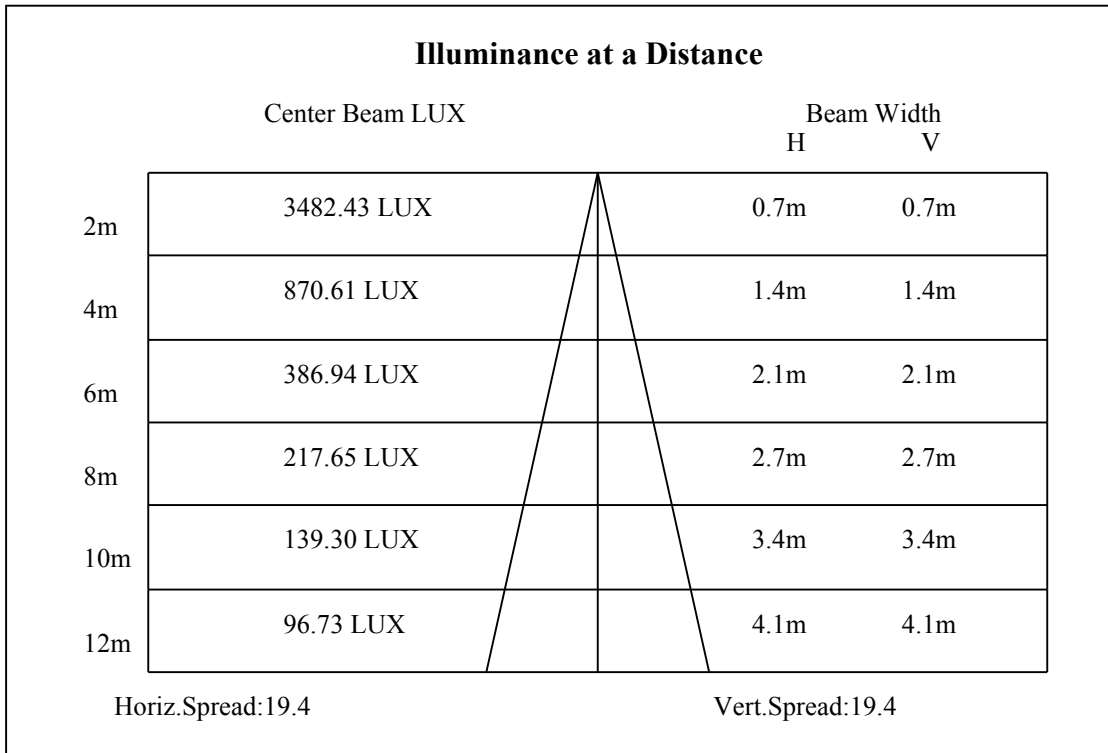 Illuminance at a Distance
Center Beam LUX Beam Width
H V
2m 3482.43 LUX 0.7m 0.7m
4m 870.61 LUX 1.4m 1.4m
6m 386.94 LUX 2.1m 2.1m
8m 217.65 LUX 2.7m 2.7m
10m 139.30 LUX 3.4m 3.4m
12m 96.73 LUX 4.1m 4.1m
Horiz.Spread:19.4 Vert.Spread:19.4